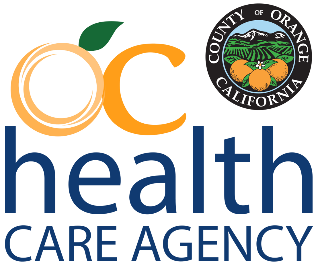 COUNTY OF ORANGE
CALIFORNIA
oc
health
CARE AGENCY